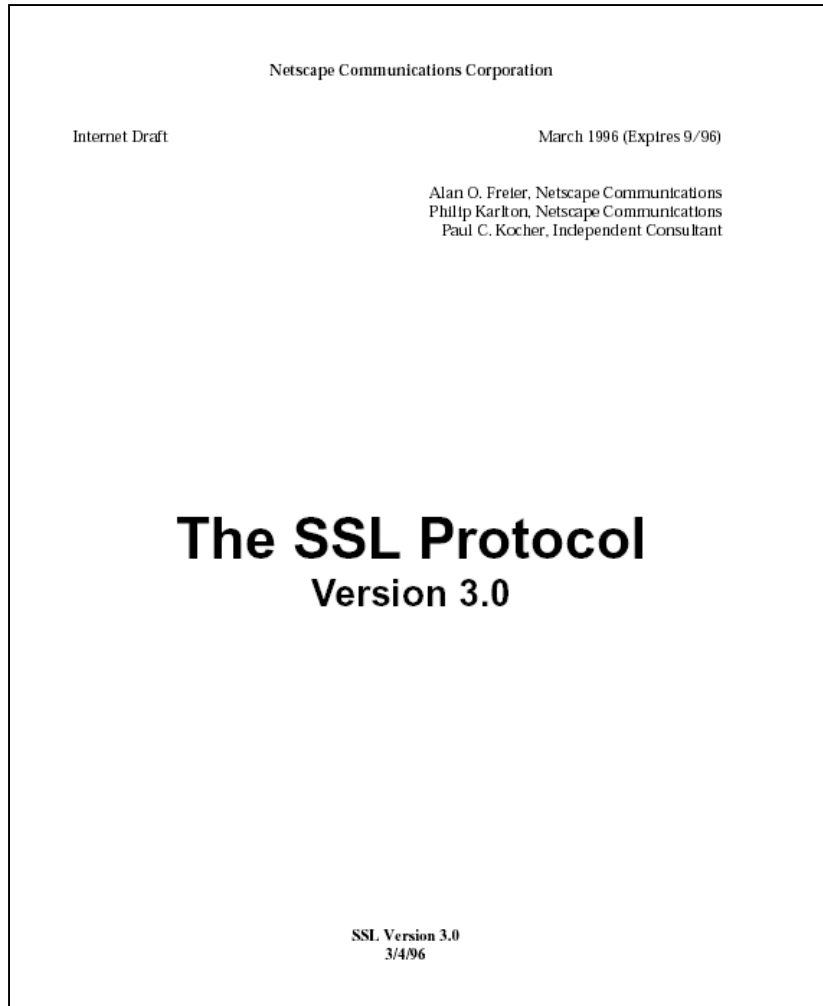 Netscape Communications Corporation
Internet Draft March 1996 (Expires 9/96)
Alan O. Freier, Netscape Communications
Philip Karlton, Netscape Communications
Paul C. Kocher, Independent Consultant
The SSL Protocol
Version 3.0
SSL Version 3.0
3/4/96